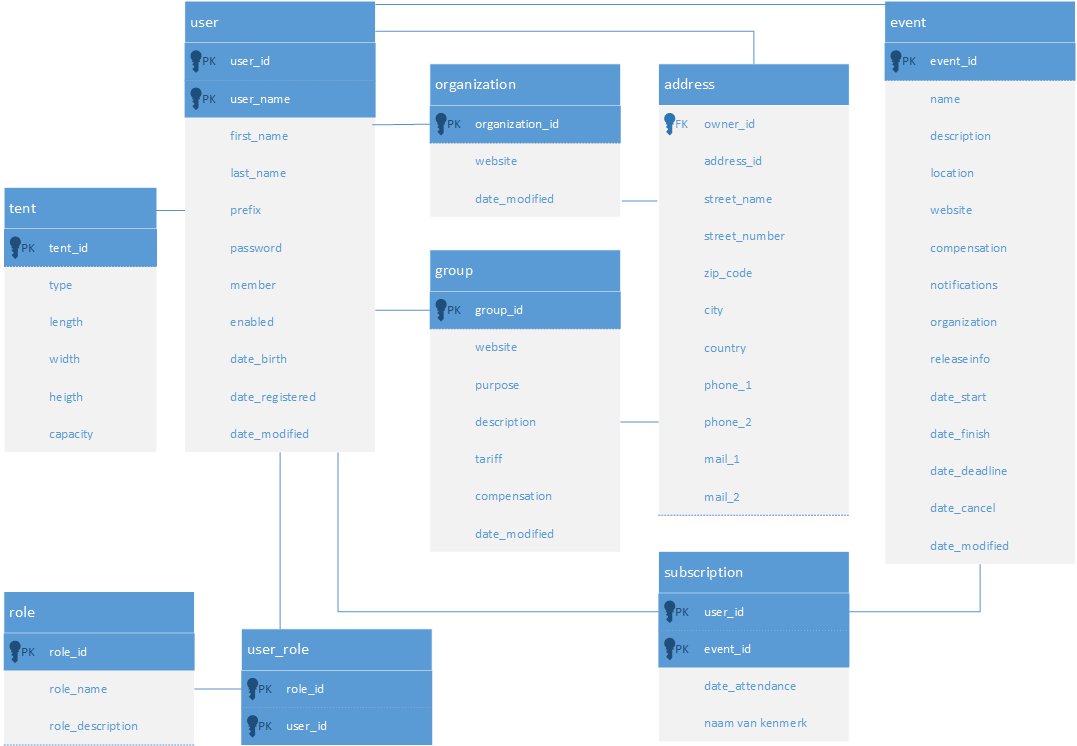 user
PK user_id
PK user_name
first_name
last_name
prefix
password
member
enabled
date_birth
date_registered
date_modified
organization
PK organization_id
website
date_modified
address
FK owner_id
address_id
street_name
street_number
zip_code
city
country
phone_1
phone_2
mail_1
mail_2
event
PK event_id
name
description
location
website
compensation
notifications
organization
releaseinfo
date_start
date_finish
date_deadline
date_cancel
date_modified
tent
PK tent_id
type
length
width
heigth
capacity
group
PK group_id
website
purpose
description
tariff
compensation
date_modified
subscription
PK user_id
PK event_id
date_attendance
naam van kenmerk
role
PK role_id
role_name
role_description
user_role
PK role_id
PK user_id